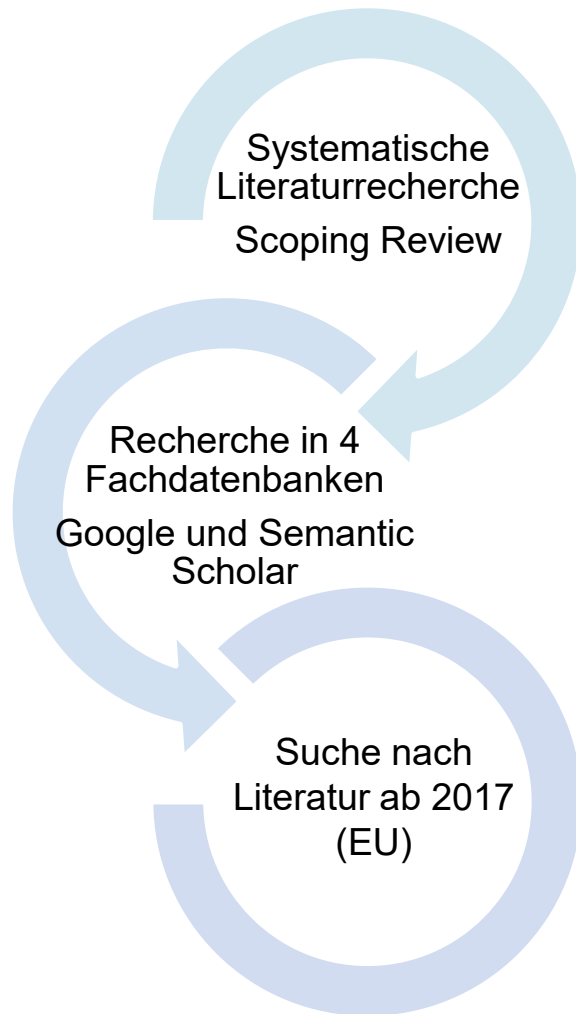 Systematische
Literaturrecherche
Scoping Review
Recherche in 4
Fachdatenbanken
Google und Semantic
Scholar
Suche nach
Literatur ab 2017
(EU)